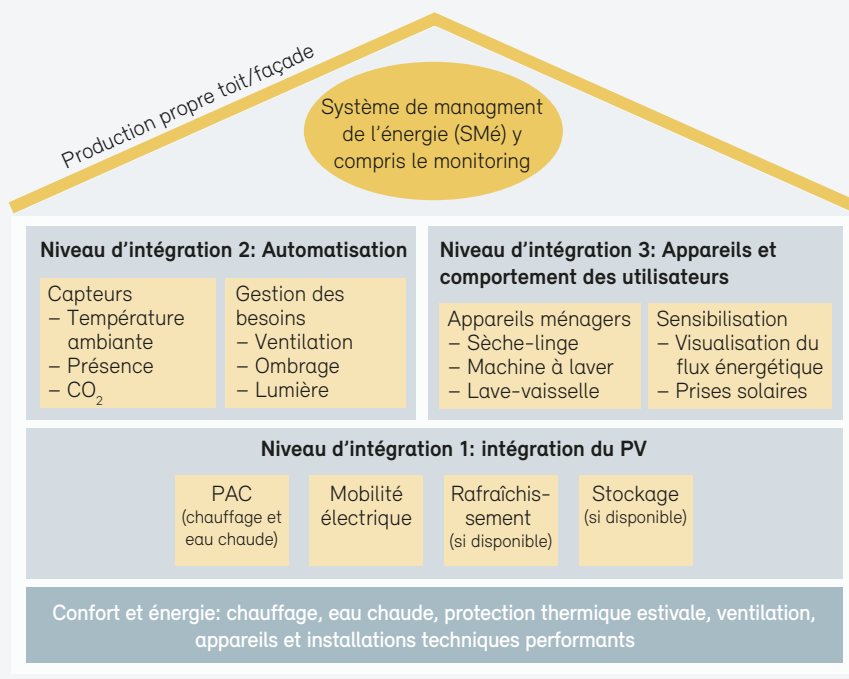 Production propre toit/façade
Système de managment
de l'énergie (SMé) y
compris le monitoring
Niveau d'intégration 2: Automatisation
Capteurs
– Température
ambiante
– Présence
– CO₂
Gestion des
besoins
– Ventilation
– Ombrage
– Lumière
Niveau d'intégration 3: Appareils et
comportement des utilisateurs
Appareils ménagers
– Sèche-linge
– Machine à laver
– Lave-vaisselle
Sensibilisation
– Visualisation du
flux énergétique
– Prises solaires
Niveau d'intégration 1: intégration du PV
PAC
(chauffage et
eau chaude)
Mobilité
électrique
Rafraîchis-
sement
(si disponible)
Stockage
(si disponible)
Confort et énergie: chauffage, eau chaude, protection thermique estivale, ventilation,
appareils et installations techniques performants